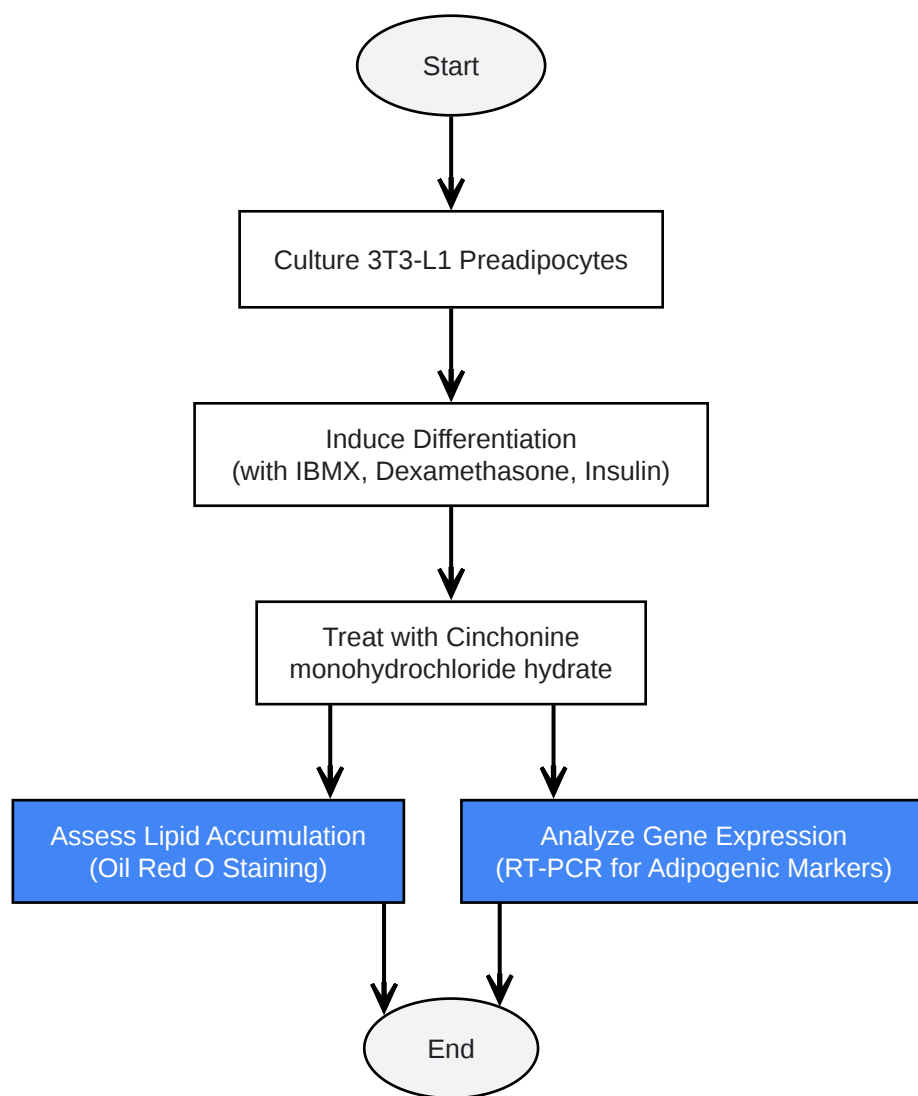 Start
Culture 3T3-L1 Preadipocytes
Induce Differentiation
(with IBMX, Dexamethasone, Insulin)
Treat with Cinchonine
monohydrochloride hydrate
Assess Lipid Accumulation
(Oil Red O Staining)
Analyze Gene Expression
(RT-PCR for Adipogenic Markers)
End